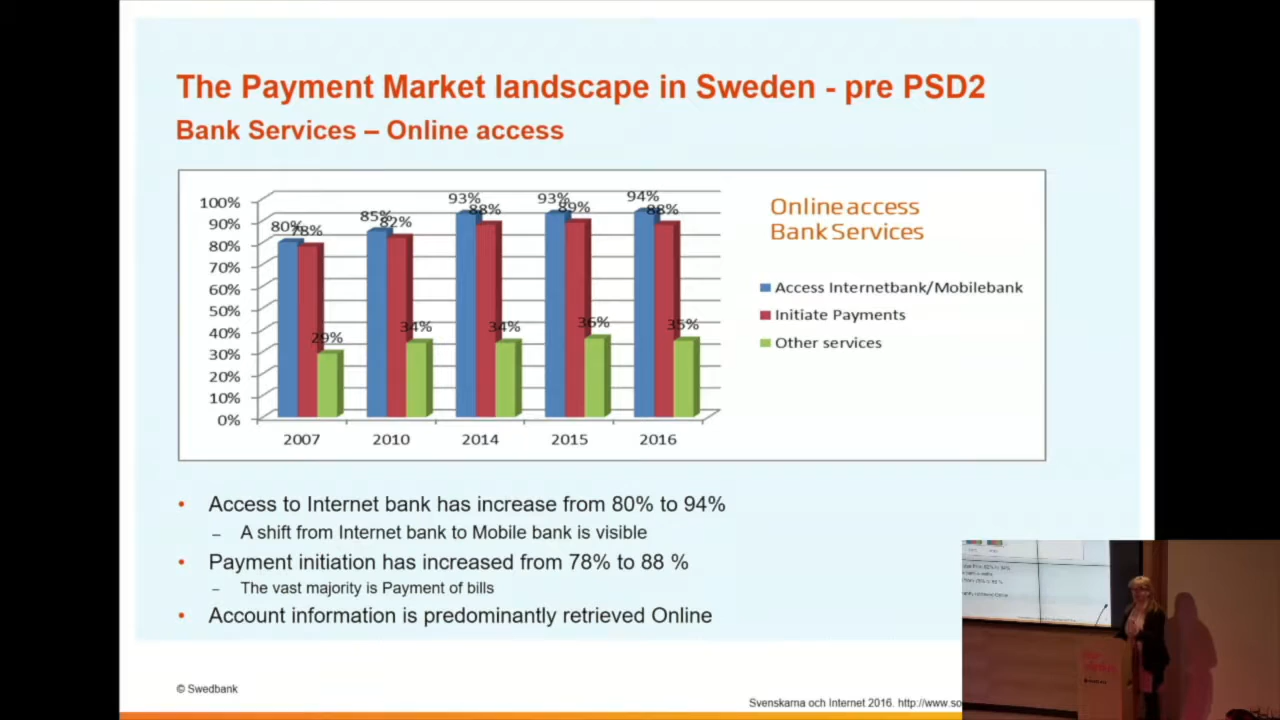 The Payment Market landscape in Sweden - pre PSD2
Bank Services – Online access
100%
90%
80%
70%
60%
50%
40%
30%
20%
10%
0%
80%
78%
29%
85%
82%
34%
93%
88%
34%
93%
89%
36%
94%
88%
35%
2007
2010
2014
2015
2016
Online access
Bank Services
Access Internetbank/Mobilebank
Initiate Payments
Other services
• Access to Internet bank has increase from 80% to 94%
– A shift from Internet bank to Mobile bank is visible
• Payment initiation has increased from 78% to 88 %
– The vast majority is Payment of bills
• Account information is predominantly retrieved Online
© Swedbank
Svenskarna och Internet 2016. http://www.so